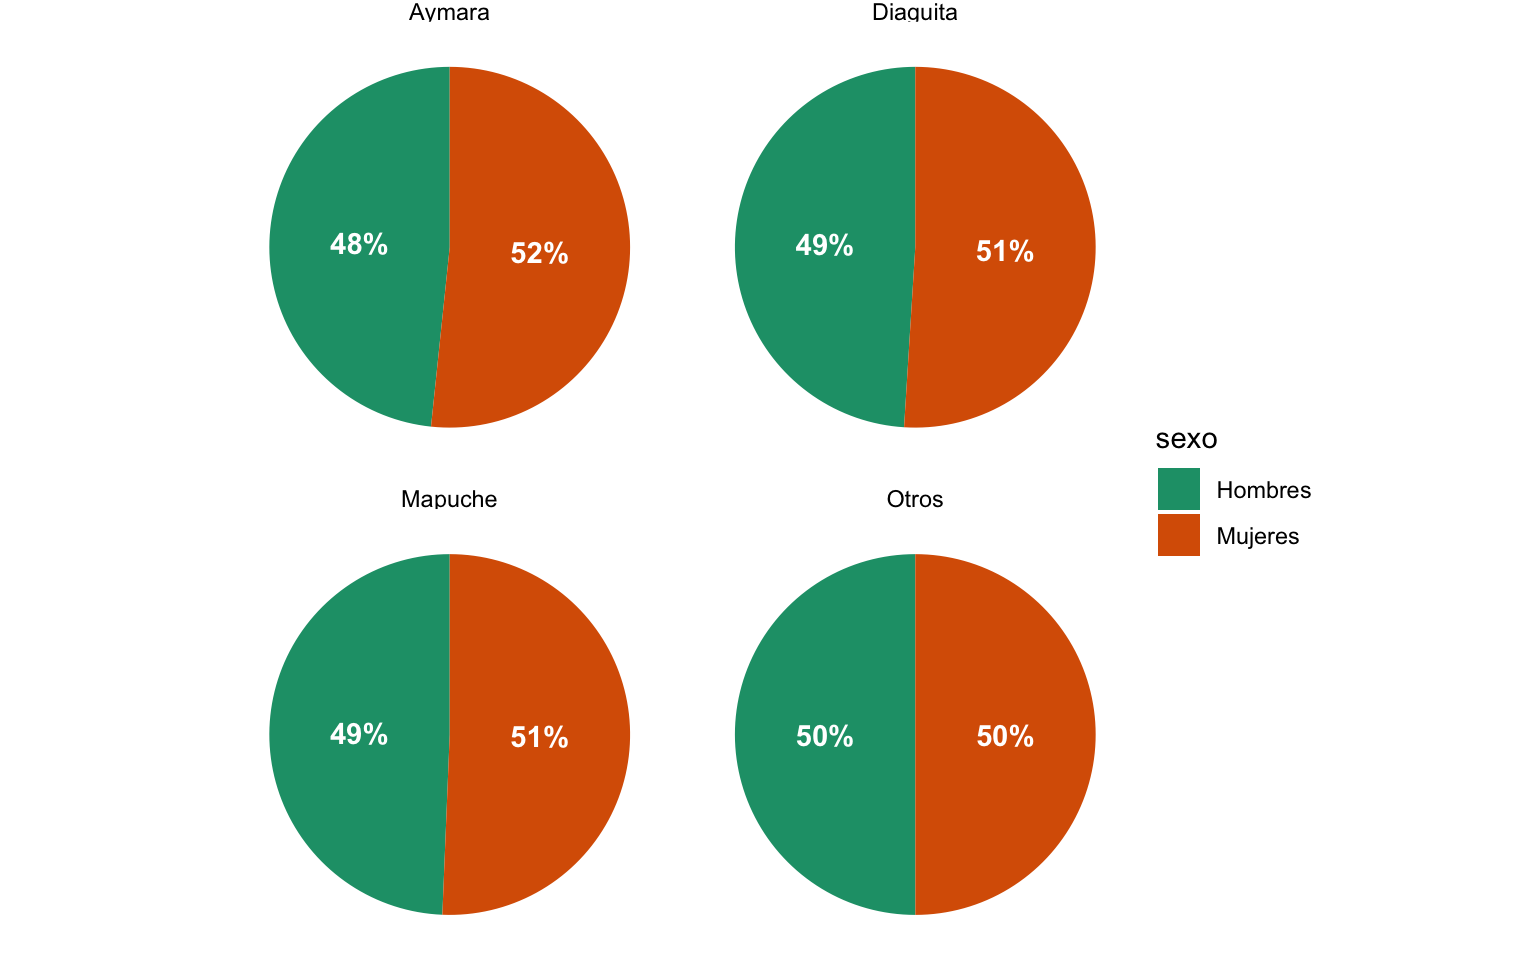 Aymara
Diaguita
48%
52%
49%
51%
sexo
Hombres
Mujeres
Mapuche
Otros
49%
51%
50%
50%